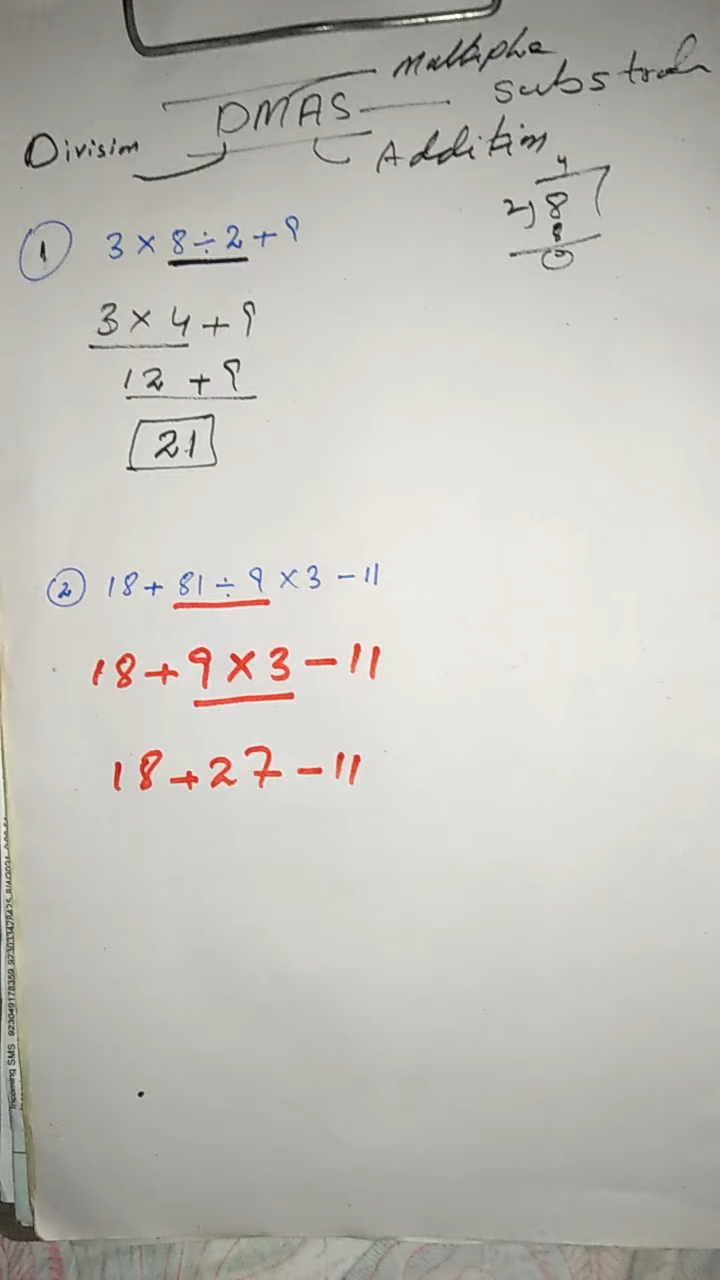 Multiple
DMAS
Substrac
Division
Addition
4
2)8
8
0
1 3 × 8 ÷ 2 + 9
3 × 4 + 9
12 + 9
21
2 18 + 81 ÷ 9 × 3 - 11
18 + 9 × 3 - 11
18 + 27 - 11